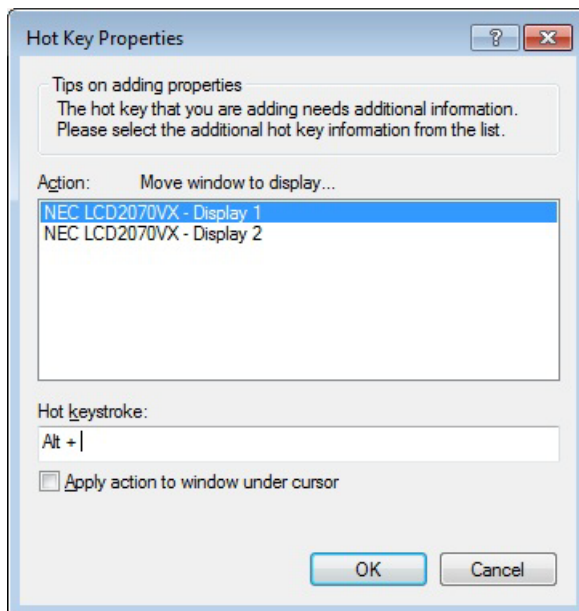 Hot Key Properties
Tips on adding properties
The hot key that you are adding needs additional information.
Please select the additional hot key information from the list.
Action: Move window to display...
NEC LCD2070VX - Display 1
NEC LCD2070VX - Display 2
Hot keystroke:
Alt +
Apply action to window under cursor
OK Cancel